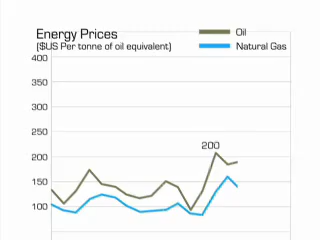 Energy Prices
[$US Per tonne of oil equivalent)
Oil
Natural Gas
400
350
300
250
200
200
150
100